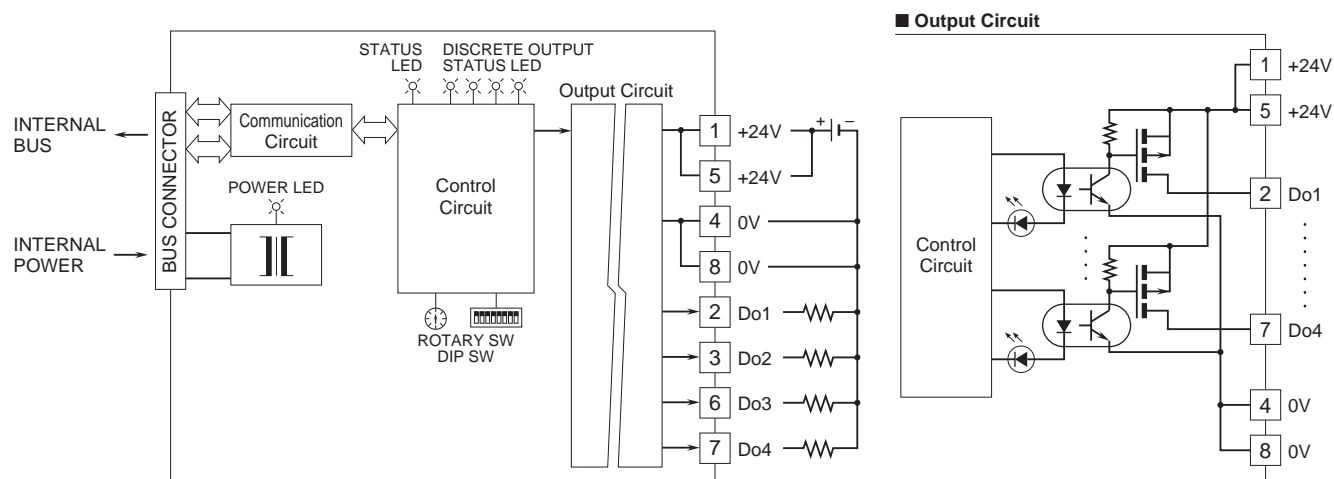 ■ Output Circuit
STATUS
LED
DISCRETE OUTPUT
STATUS LED
Output Circuit
INTERNAL
BUS
BUS CONNECTOR
Communication
Circuit
POWER LED
INTERNAL
POWER
Control
Circuit
ROTARY SW
DIP SW
1 +24V + −
5 +24V
4 0V
8 0V
2 Do1
3 Do2
6 Do3
7 Do4
Control
Circuit
1 +24V
5 +24V
2 Do1
7 Do4
4 0V
8 0V